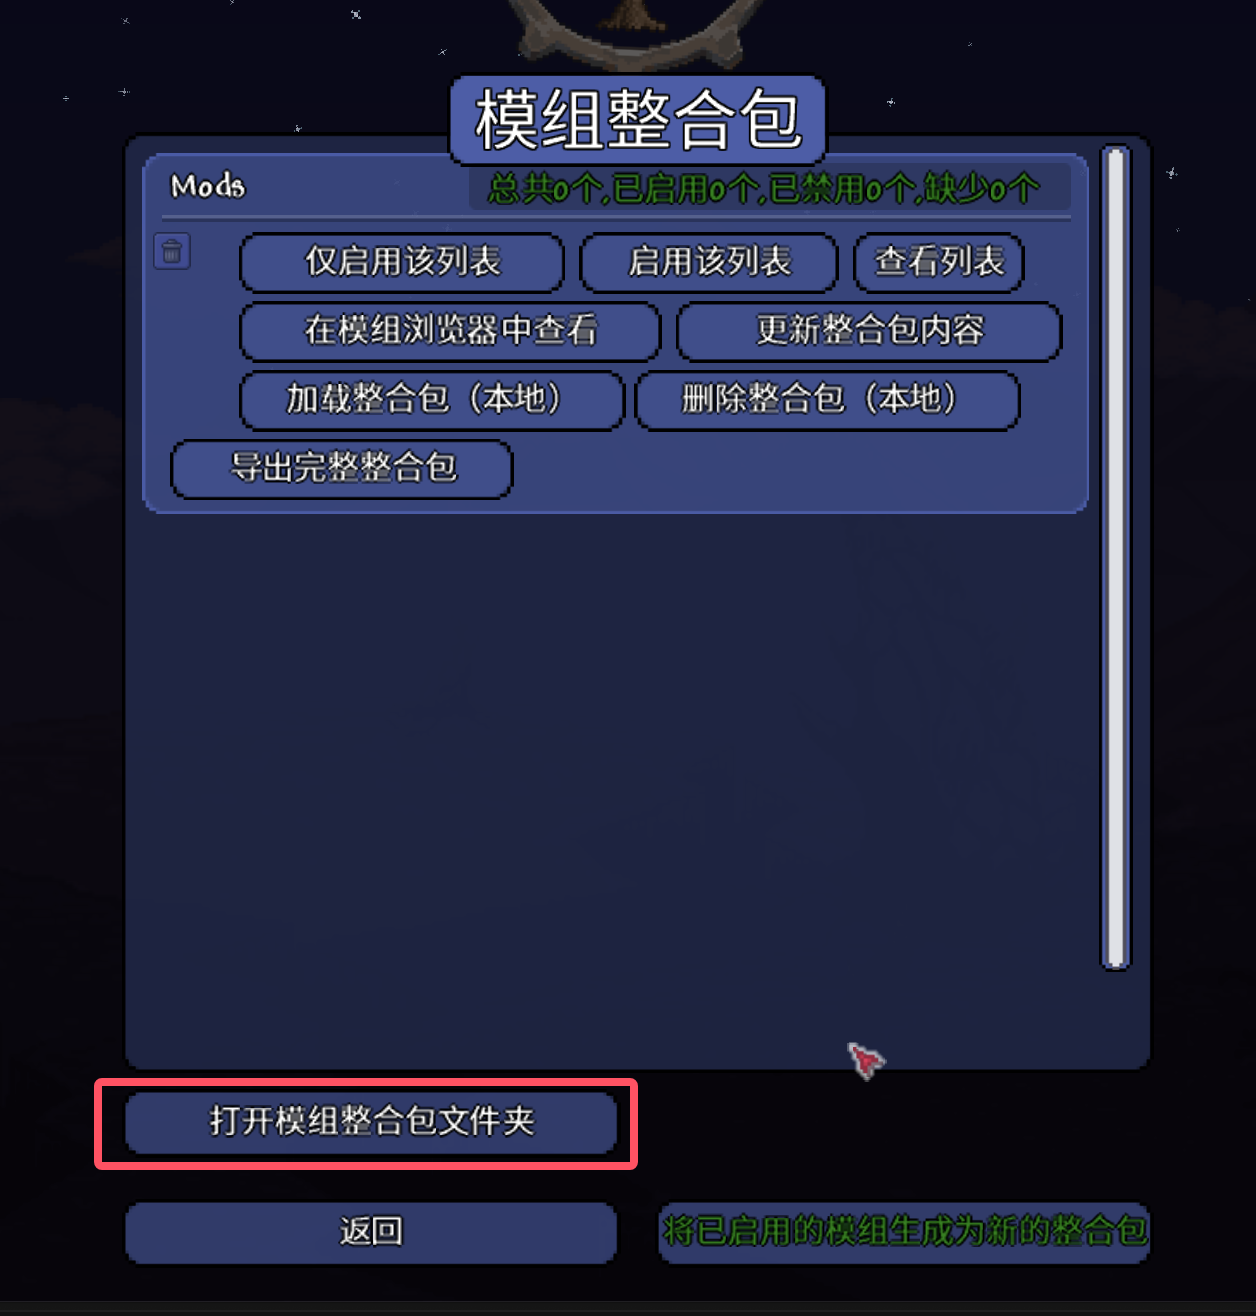 模组整合包
Mods
总共0个,已启用0个,已禁用0个,缺少0个
仅启用该列表
启用该列表
查看列表
在模组浏览器中查看
更新整合包内容
加载整合包（本地）
删除整合包（本地）
导出完整整合包
打开模组整合包文件夹
返回
将已启用的模组生成为新的整合包